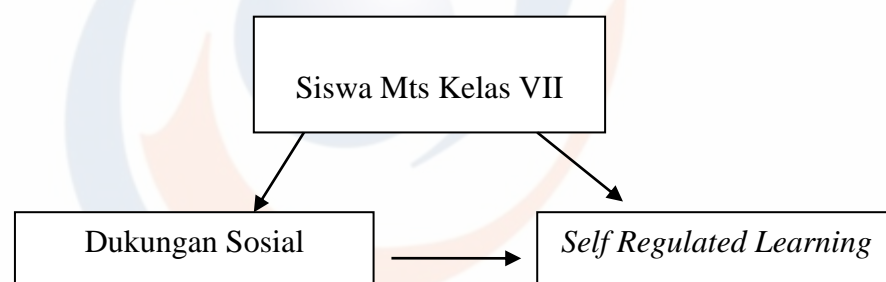 Siswa Mts Kelas VII
Dukungan Sosial
Self Regulated Learning